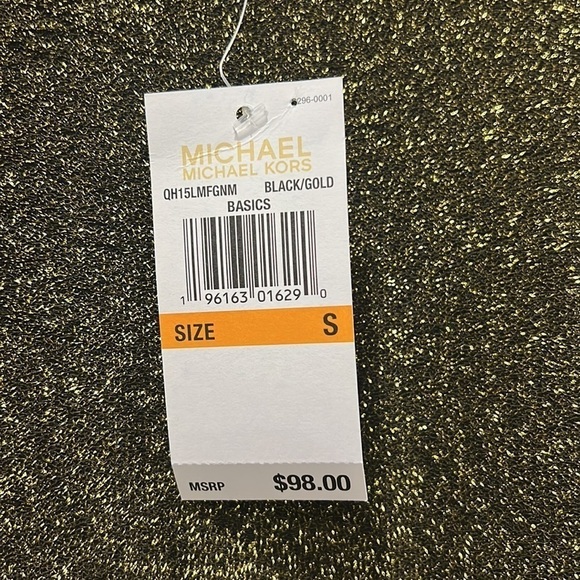 296-0001
MICHAEL
MICHAEL KORS
QH15LMFGNM BLACK/GOLD
BASICS
1 96163 01629 0
SIZE S
MSRP $98.00